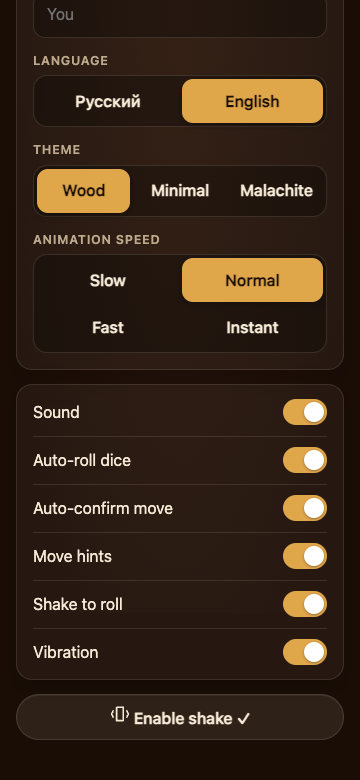 You
LANGUAGE
Русский English
THEME
Wood Minimal Malachite
ANIMATION SPEED
Slow Normal
Fast Instant
Sound
Auto-roll dice
Auto-confirm move
Move hints
Shake to roll
Vibration
Enable shake ✓